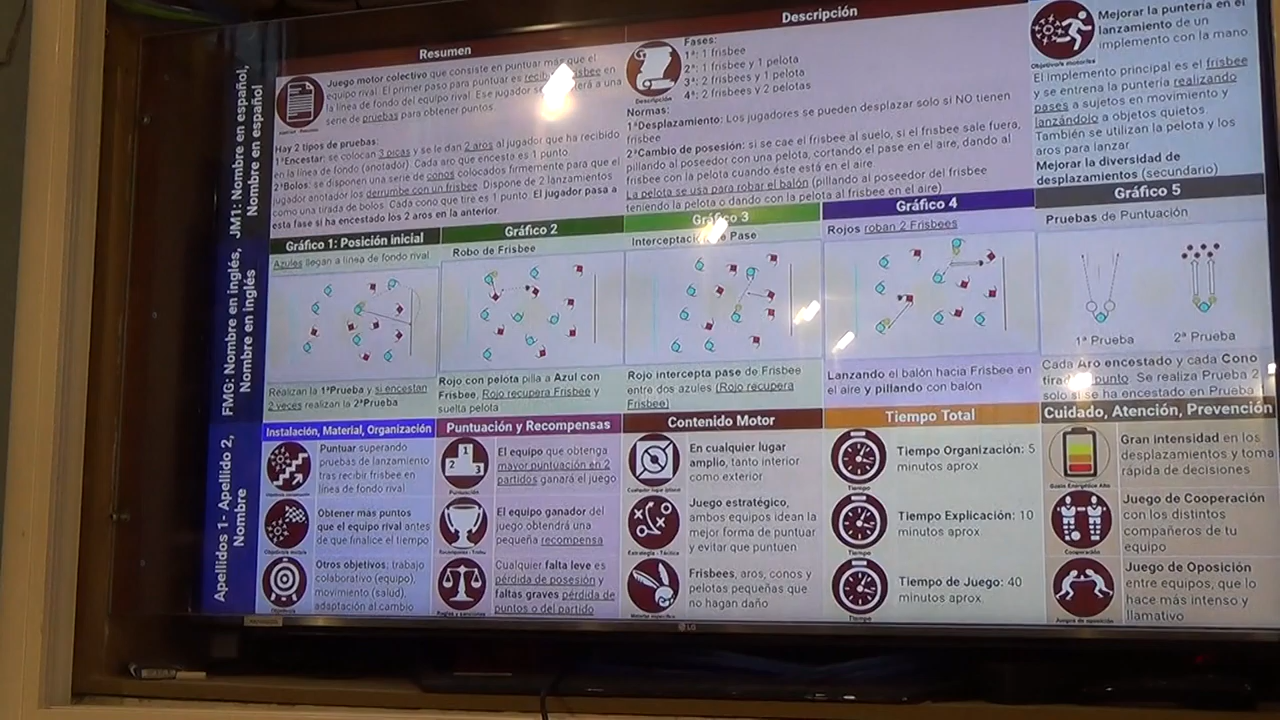 Apellidos 1- Apellido 2,
Nombre
FMG: Nombre en inglés,
Nombre en inglés
JM1: Nombre en español,
Nombre en español
Resumen
Juego motor colectivo que consiste en puntuar más que el
equipo rival. El primer paso para puntuar es frisbee en
la línea de fondo del equipo rival. Ese jugador se a una
serie de pruebas para obtener puntos.
Hay 2 tipos de pruebas:
1ªEncestar: se colocan 3 picas y se le dan 2 aros al jugador que ha recibido
en la línea de fondo (anotador). Cada aro que encesta es 1 punto
2ªBolos: se disponen una serie de conos colocados firmemente para que el
jugador anotador los derrumbe con un frisbee. Dispone de 2 lanzamientos
como una tirada de bolos. Cada cono que tire es 1 punto. El jugador pasa a
esta fase si ha encestado los 2 aros en la anterior.
Descripción
Descripción
Fases:
1ª: 1 frisbee
2ª: 1 frisbee y 1 pelota
3ª: 2 frisbees y 1 pelota
4ª: 2 frisbees y 2 pelotas
Normas:
1ªDesplazamiento: Los jugadores se pueden desplazar solo si NO tienen
frisbee
2ªCambio de posesión: si se cae el frisbee al suelo, si el frisbee sale fuera,
pillando al poseedor con una pelota, cortando el pase en el aire, dando al
frisbee con la pelota cuando éste está en el aire.
La pelota se usa para robar el balón (pillando al poseedor del frisbee
teniendo la pelota o dando con la pelota al frisbee en el aire)
Objetivos motores
Mejorar la puntería en el
lanzamiento de un
implemento con la mano
El implemento principal es el frisbee
y se entrena la puntería realizando
pases a sujetos en movimiento y
lanzándolo a objetos quietos.
También se utilizan la pelota y los
aros para lanzar
Mejorar la diversidad de
desplazamientos (secundario)
Gráfico 1: Posición inicial
Azules llegan a línea de fondo rival
Realizan la 1ªPrueba y si encestan
2 veces realizan la 2ªPrueba
Gráfico 2
Robo de Frisbee
Rojo con pelota pilla a Azul con
Frisbee, Rojo recupera Frisbee y
suelta pelota
Gráfico 3
Pase
Rojo intercepta pase de Frisbee
entre dos azules (Rojo recupera
Frisbee)
Gráfico 4
Rojos roban 2 Frisbees
Lanzando el balón hacia Frisbee en
el aire y pillando con balón
Gráfico 5
Pruebas de Puntuación
1ª Prueba
2ª Prueba
Cada Aro encestado y cada Cono
punto. Se realiza Prueba 2
solo si se ha encestado en Prueba 1
Instalación, Material, Organización
Puntuar superando
pruebas de lanzamiento
tras recibir frisbee en
línea de fondo rival
Obtener más puntos
que el equipo rival antes
de que finalice el tiempo
Otros objetivos: trabajo
colaborativo (equipo),
movimiento (salud),
adaptación al cambio
Puntuación y Recompensas
Puntuación
El equipo que obtenga
mayor puntuación en 2
partidos ganará el juego
El equipo ganador del
juego obtendrá una
pequeña recompensa
Cualquier falta leve es
pérdida de posesión y
faltas graves pérdida de
puntos o del partido
Contenido Motor
En cualquier lugar
amplio, tanto interior
como exterior
Estrategia - Táctica
Juego estratégico,
ambos equipos idean la
mejor forma de puntuar
y evitar que puntuen
Frisbees, aros, conos y
pelotas pequeñas que
no hagan daño
Tiempo Total
Tiempo
Tiempo Organización: 5
minutos aprox
Tiempo
Tiempo Explicación: 10
minutos aprox
Tiempo
Tiempo de Juego: 40
minutos aprox
Cuidado, Atención, Prevención
Gasto Energético Alto
Gran intensidad en los
desplazamientos y toma
rápida de decisiones
Cooperación
Juego de Cooperación
con los distintos
compañeros de tu
equipo
Juegos de oposición
Juego de Oposición
entre equipos, que lo
hace más intenso y
llamativo
LG